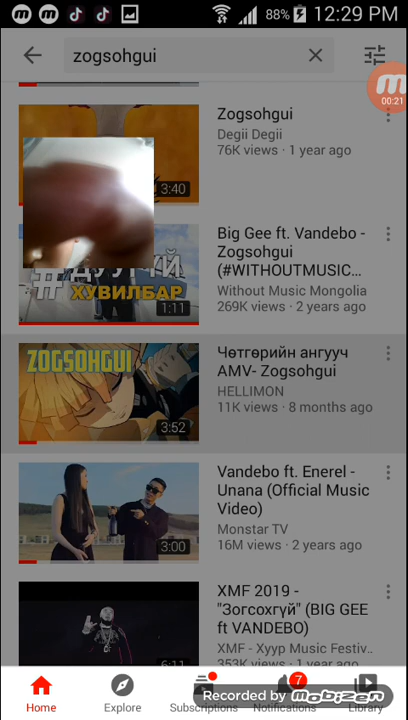 88% 12:29 PM
zogsohgui
00:21
Zogsohgui
Degii Degii
76K views · 1 year ago
3:40
Big Gee ft. Vandebo -
Zogsohgui
(#WITHOUTMUSIC...
Without Music Mongolia
269K views · 2 years ago
#ДУУГҮЙ
ХУВИЛБАР
1:11
Чөтгөрийн ангууч
AMV- Zogsohgui
HELLIMON
11K views · 8 months ago
ZOGSOHGUI
3:52
Vandebo ft. Enerel -
Unana (Official Music
Video)
Monstar TV
16M views · 2 years ago
3:00
XMF 2019 -
"Зогсохгүй" (BIG GEE
ft VANDEBO)
XMF - Хүүр Music Festiv..
353K views · 1 year ago
6:11
7
Recorded by mobizen
Home Explore Subscriptions Notifications Library